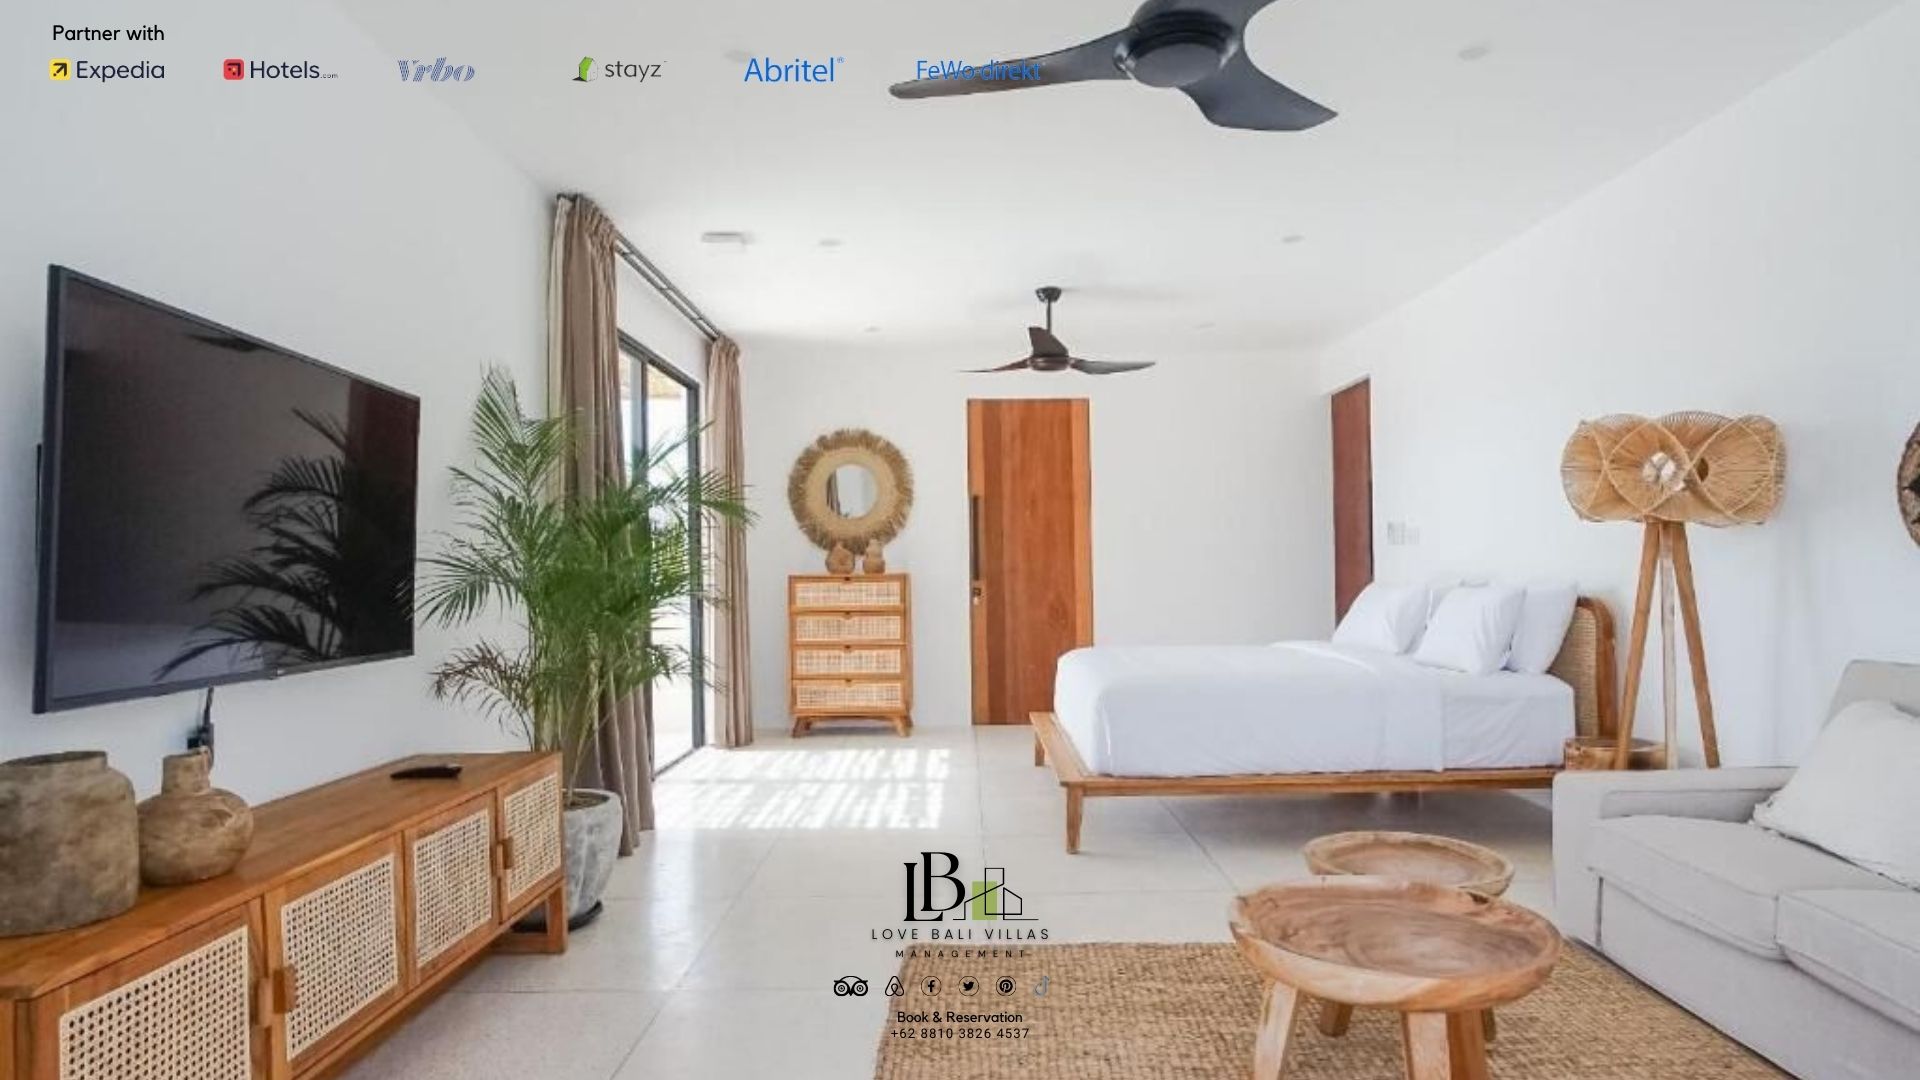 Partner with
Expedia
Hotels.com
Vrbo
stayz
Abritel®
FeWo-direkt
LB
LOVE BALI VILLAS
MANAGEMENT
Book & Reservation
+62 8810 3826 4537